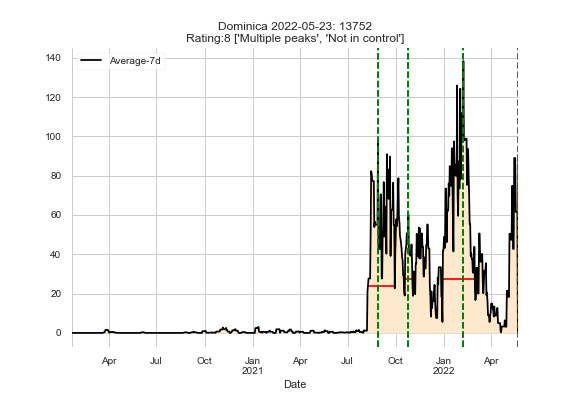 Dominica 2022-05-23: 13752
Rating:8 ['Multiple peaks', 'Not in control']
Average-7d
140
120
100
80
60
40
20
0
Apr Jul Oct Jan Apr Jul Oct Jan Apr
2021 2022
Date